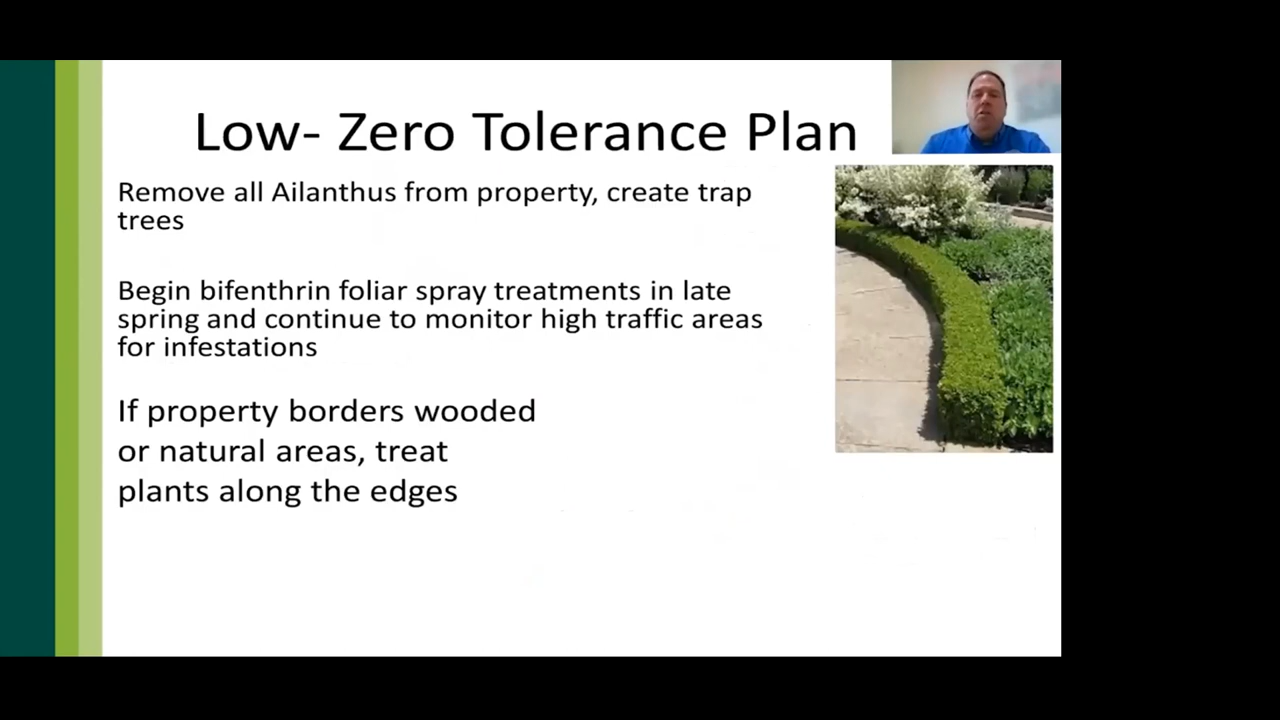 Low- Zero Tolerance Plan
Remove all Ailanthus from property, create trap
trees
Begin bifenthrin foliar spray treatments in late
spring and continue to monitor high traffic areas
for infestations
If property borders wooded
or natural areas, treat
plants along the edges